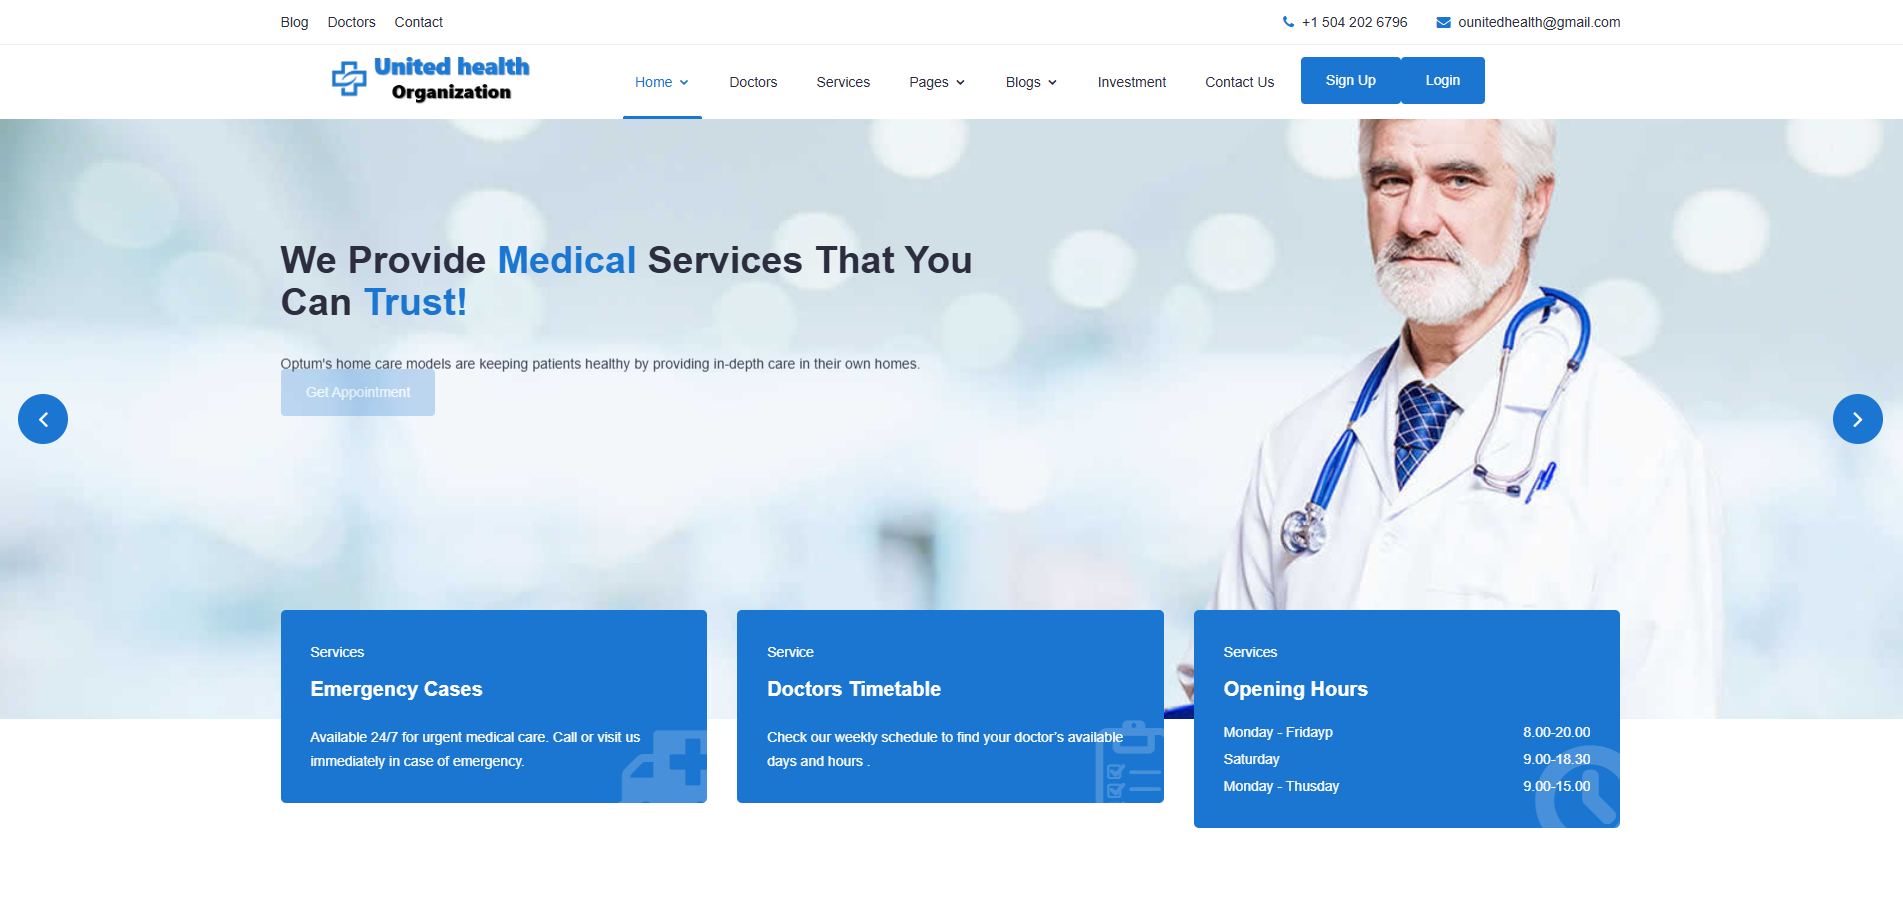 Blog Doctors Contact +1 504 202 6796 ounitedhealth@gmail.com
United health
Organization
Home Doctors Services Pages Blogs Investment Contact Us Sign Up Login
We Provide Medical Services That You
Can Trust!
Optum's home care models are keeping patients healthy by providing in-depth care in their own homes.
Get Appointment
Services
Emergency Cases
Available 24/7 for urgent medical care. Call or visit us
immediately in case of emergency.
Service
Doctors Timetable
Check our weekly schedule to find your doctor’s available
days and hours .
Services
Opening Hours
Monday - Fridayp 8.00-20.00
Saturday 9.00-18.30
Monday - Thusday 9.00-15.00